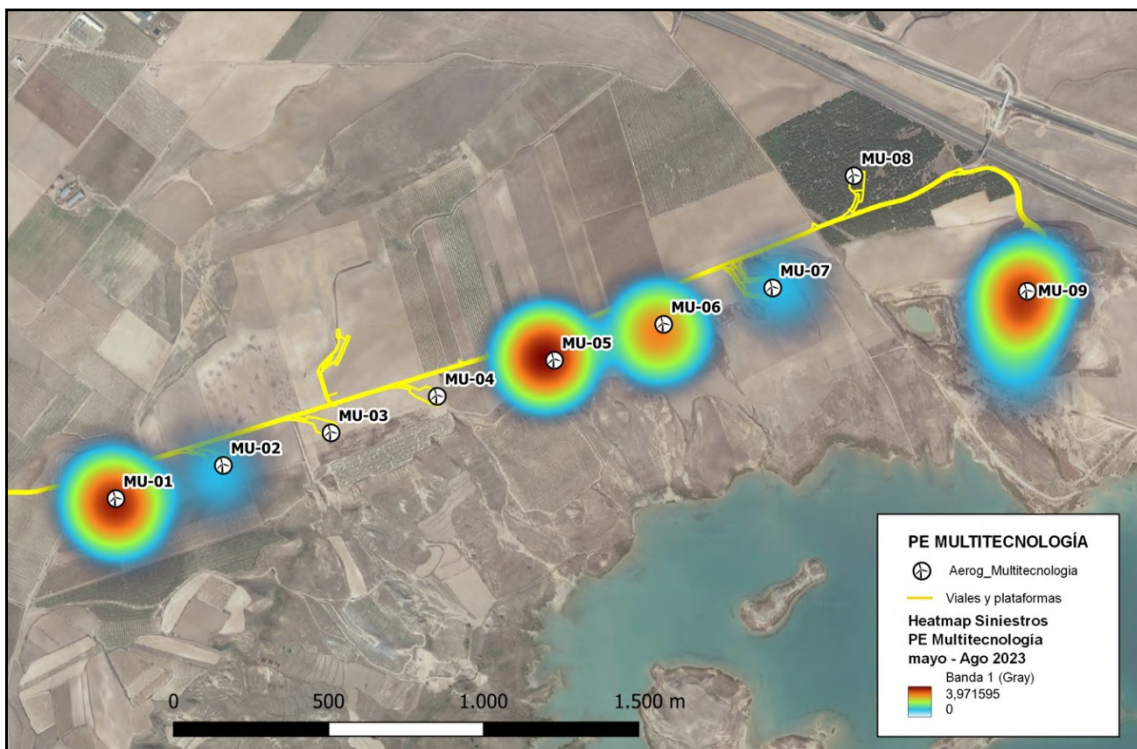 MU-08
MU-07
MU-09
MU-06
MU-05
MU-04
MU-03
MU-02
MU-01
PE MULTITECNOLOGÍA
Aerog_Multitecnologia
Viales y plataformas
Heatmap Siniestros
PE Multitecnología
mayo - Ago 2023
Banda 1 (Gray)
3,971595
0
0 500 1.000 1.500 m